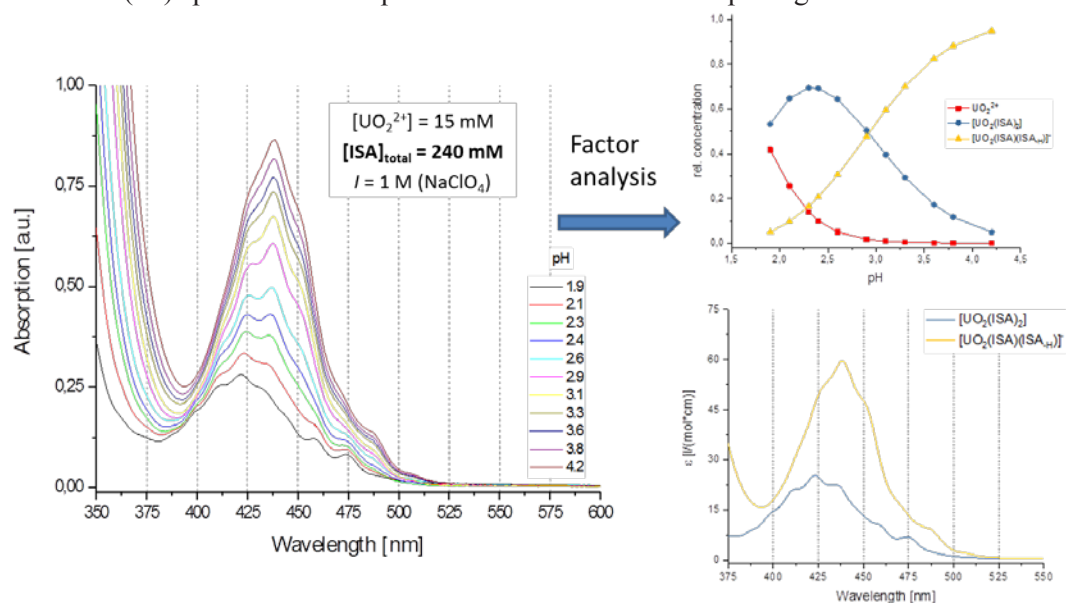 1,00
0,75
0,50
0,25
0,00
Absorption [a.u.]
350 375 400 425 450 475 500 525 550 575 600
Wavelength [nm]
[UO₂²⁺] = 15 mM
[ISA]total = 240 mM
I = 1 M (NaClO₄)
pH
1.9
2.1
2.3
2.4
2.6
2.9
3.1
3.3
3.6
3.8
4.2
Factor
analysis
1,0
0,8
0,6
0,4
0,2
0,0
rel. concentration
UO₂²⁺
[UO₂(ISA)₂]
[UO₂(ISA)(ISA₋H)]⁻
1,5 2,0 2,5 3,0 3,5 4,0 4,5
pH
75
60
45
30
15
0
ε [l/(mol*cm)]
[UO₂(ISA)₂]
[UO₂(ISA)(ISA₋H)]⁻
375 400 425 450 475 500 525 550
Wavelength [nm]